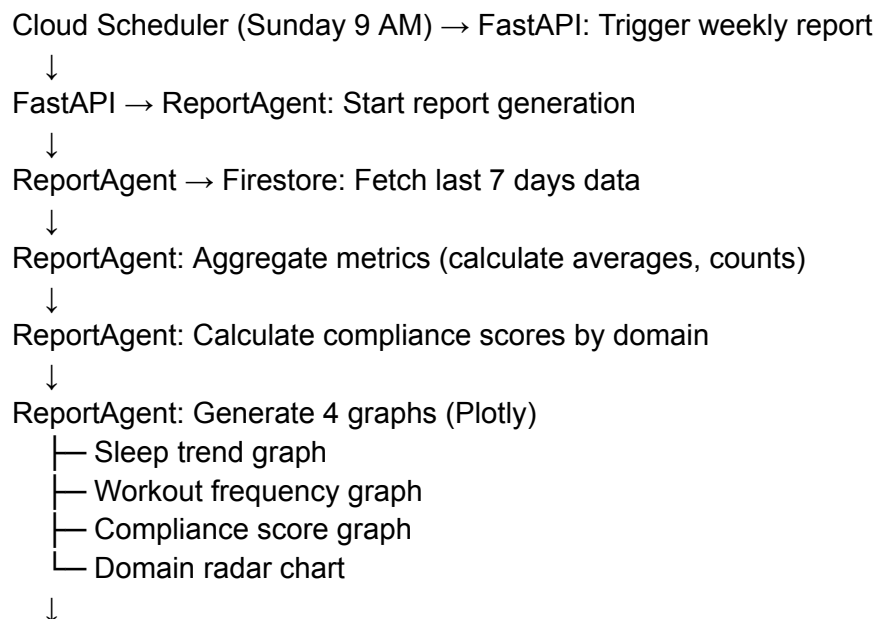 Cloud Scheduler (Sunday 9 AM) → FastAPI: Trigger weekly report
↓
FastAPI → ReportAgent: Start report generation
↓
ReportAgent → Firestore: Fetch last 7 days data
↓
ReportAgent: Aggregate metrics (calculate averages, counts)
↓
ReportAgent: Calculate compliance scores by domain
↓
ReportAgent: Generate 4 graphs (Plotly)
├─ Sleep trend graph
├─ Workout frequency graph
├─ Compliance score graph
└─ Domain radar chart
↓